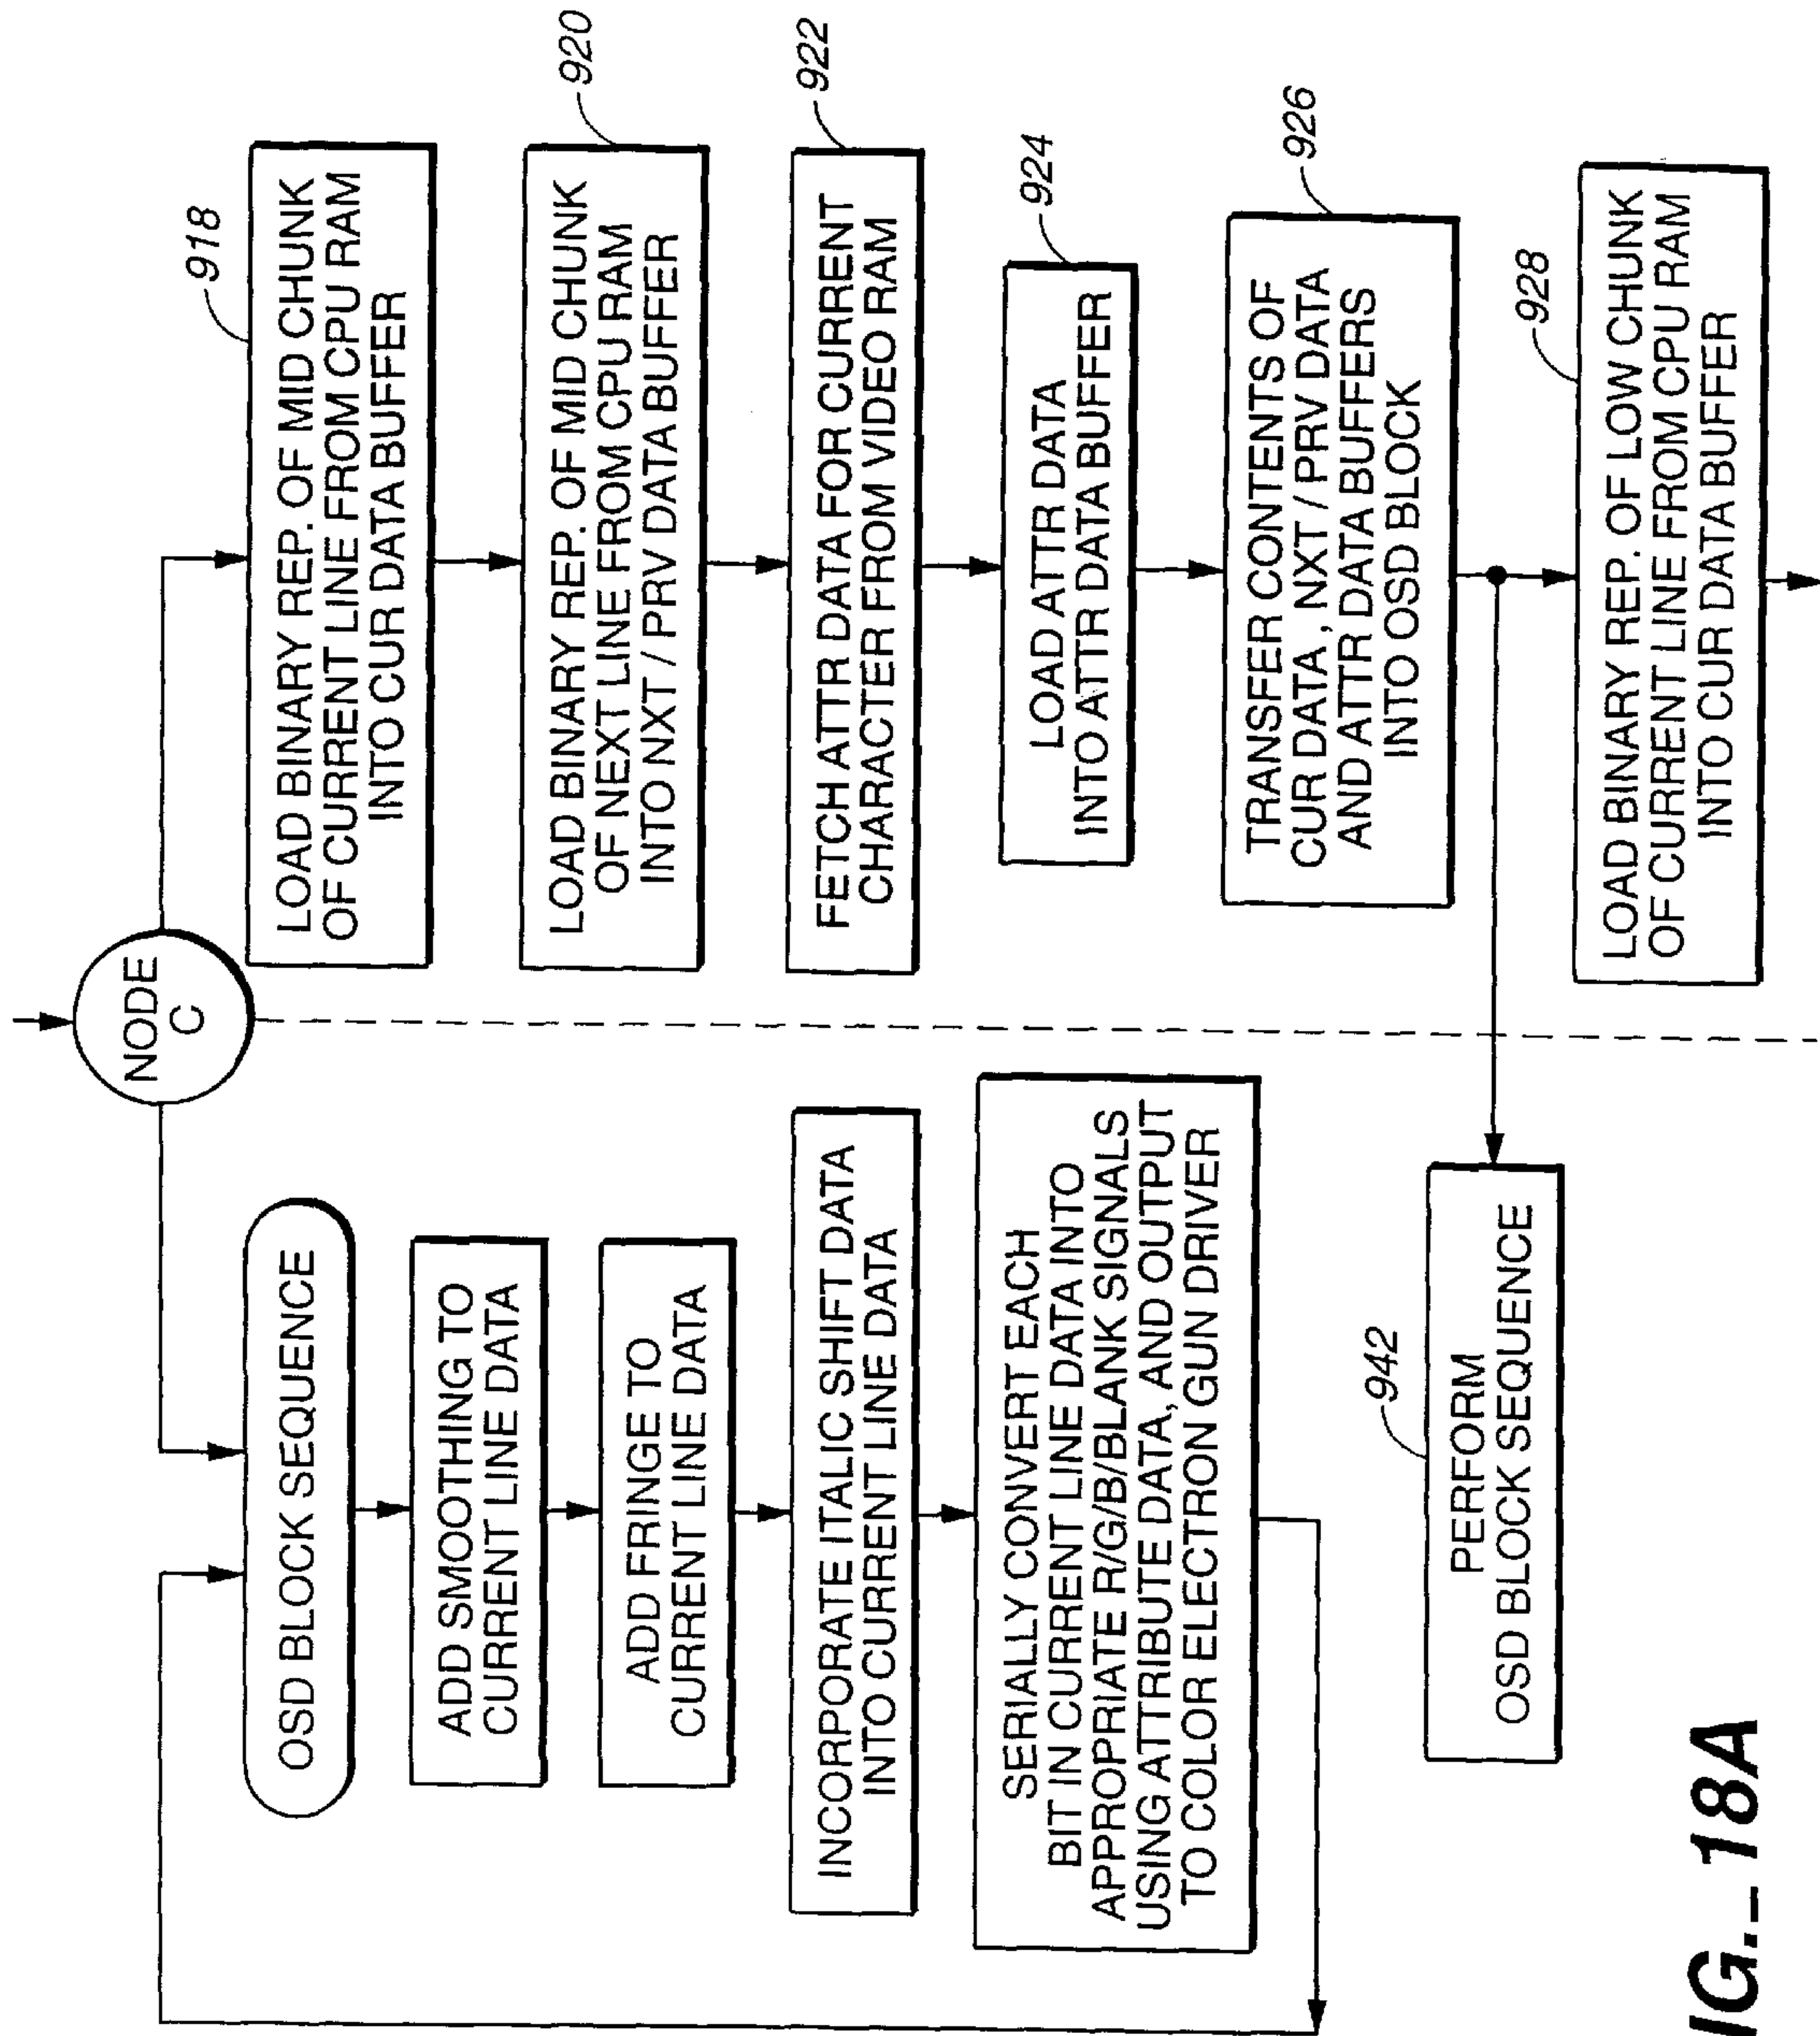 NODE
C
OSD BLOCK SEQUENCE
ADD SMOOTHING TO
CURRENT LINE DATA
ADD FRINGE TO
CURRENT LINE DATA
INCORPORATE ITALIC SHIFT DATA
INTO CURRENT LINE DATA
SERIALLY CONVERT EACH
BIT IN CURRENT LINE DATA INTO
APPROPRIATE R/G/B/BLANK SIGNALS
USING ATTRIBUTE DATA, AND OUTPUT
TO COLOR ELECTRON GUN DRIVER
942
PERFORM
OSD BLOCK SEQUENCE
918
LOAD BINARY REP. OF MID CHUNK
OF CURRENT LINE FROM CPU RAM
INTO CUR DATA BUFFER
920
LOAD BINARY REP. OF MID CHUNK
OF NEXT LINE FROM CPU RAM
INTO NXT / PRV DATA BUFFER
922
FETCH ATTR DATA FOR CURRENT
CHARACTER FROM VIDEO RAM
924
LOAD ATTR DATA
INTO ATTR DATA BUFFER
926
TRANSFER CONTENTS OF
CUR DATA, NXT / PRV DATA
AND ATTR DATA BUFFERS
INTO OSD BLOCK
928
LOAD BINARY REP. OF LOW CHUNK
OF CURRENT LINE FROM CPU RAM
INTO CUR DATA BUFFER
IG._18A